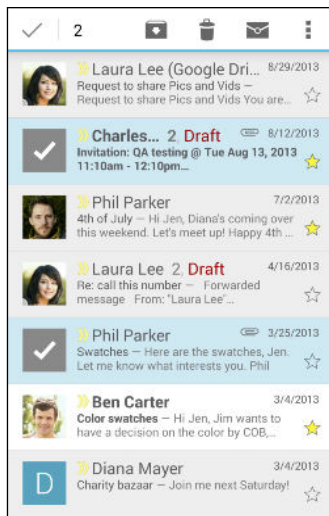 2
Laura Lee (Google Dri... 8/29/2013
Request to share Pics and Vids –
Request to share Pics and Vids You are...
Charles... 2, Draft 8/12/2013
Invitation: QA testing @ Tue Aug 13, 2013
11:10am - 12:10pm...
Phil Parker 7/2/2013
4th of July – Hi Jen, Diana's coming over
this weekend. Let's meet up! Happy 4th ...
Laura Lee 2, Draft 4/16/2013
Re: call this number – Forwarded
message From: "Laura Lee"...
Phil Parker 3/25/2013
Swatches – Here are the swatches, Jen.
Let me know what interests you. Phil
Ben Carter 3/4/2013
Color swatches – Hi Jen, Jim wants to
have a decision on the color by COB,...
D Diana Mayer 3/4/2013
Charity bazaar – Join me next Saturday!